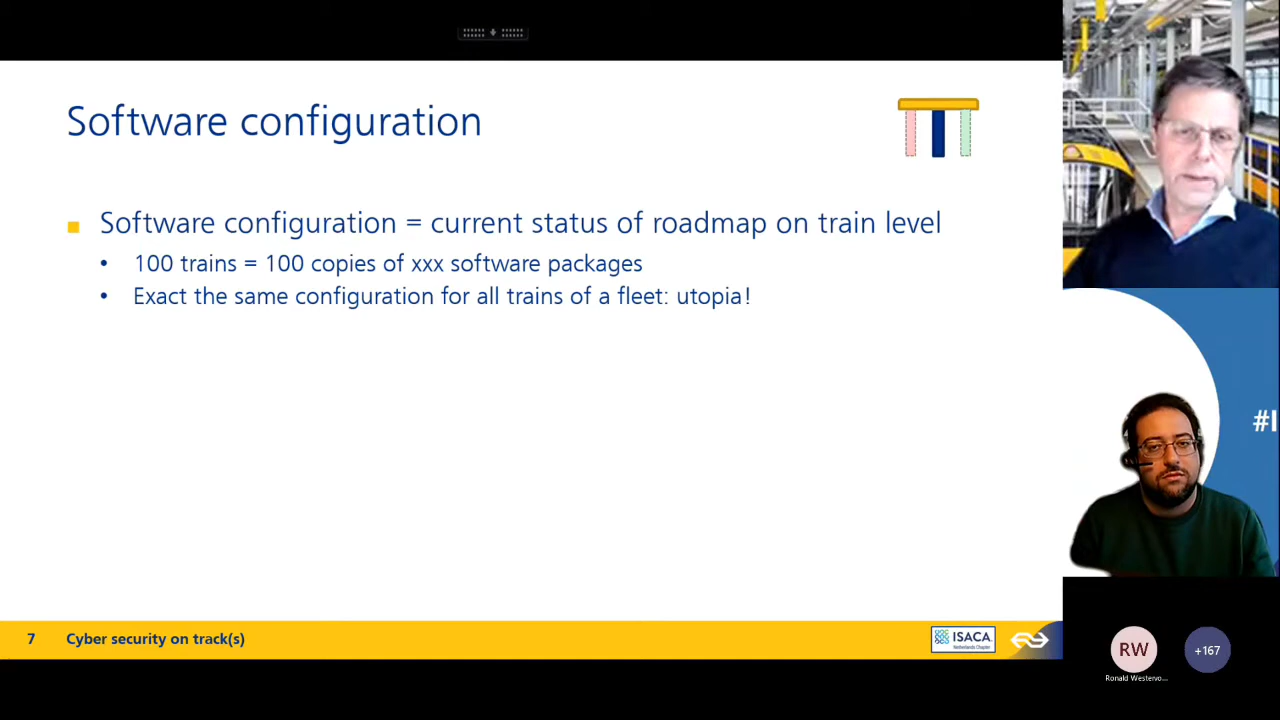 Software configuration
Software configuration = current status of roadmap on train level
100 trains = 100 copies of xxx software packages
Exact the same configuration for all trains of a fleet: utopia!
#I
7 Cyber security on track(s)
ISACA
Netherlands Chapter
RW
+167
Ronald Westervo...